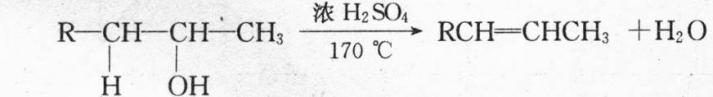 浓 H₂SO₄
R—CH—CH—CH₃ → RCH=CHCH₃ +H₂O
170 ℃
H OH